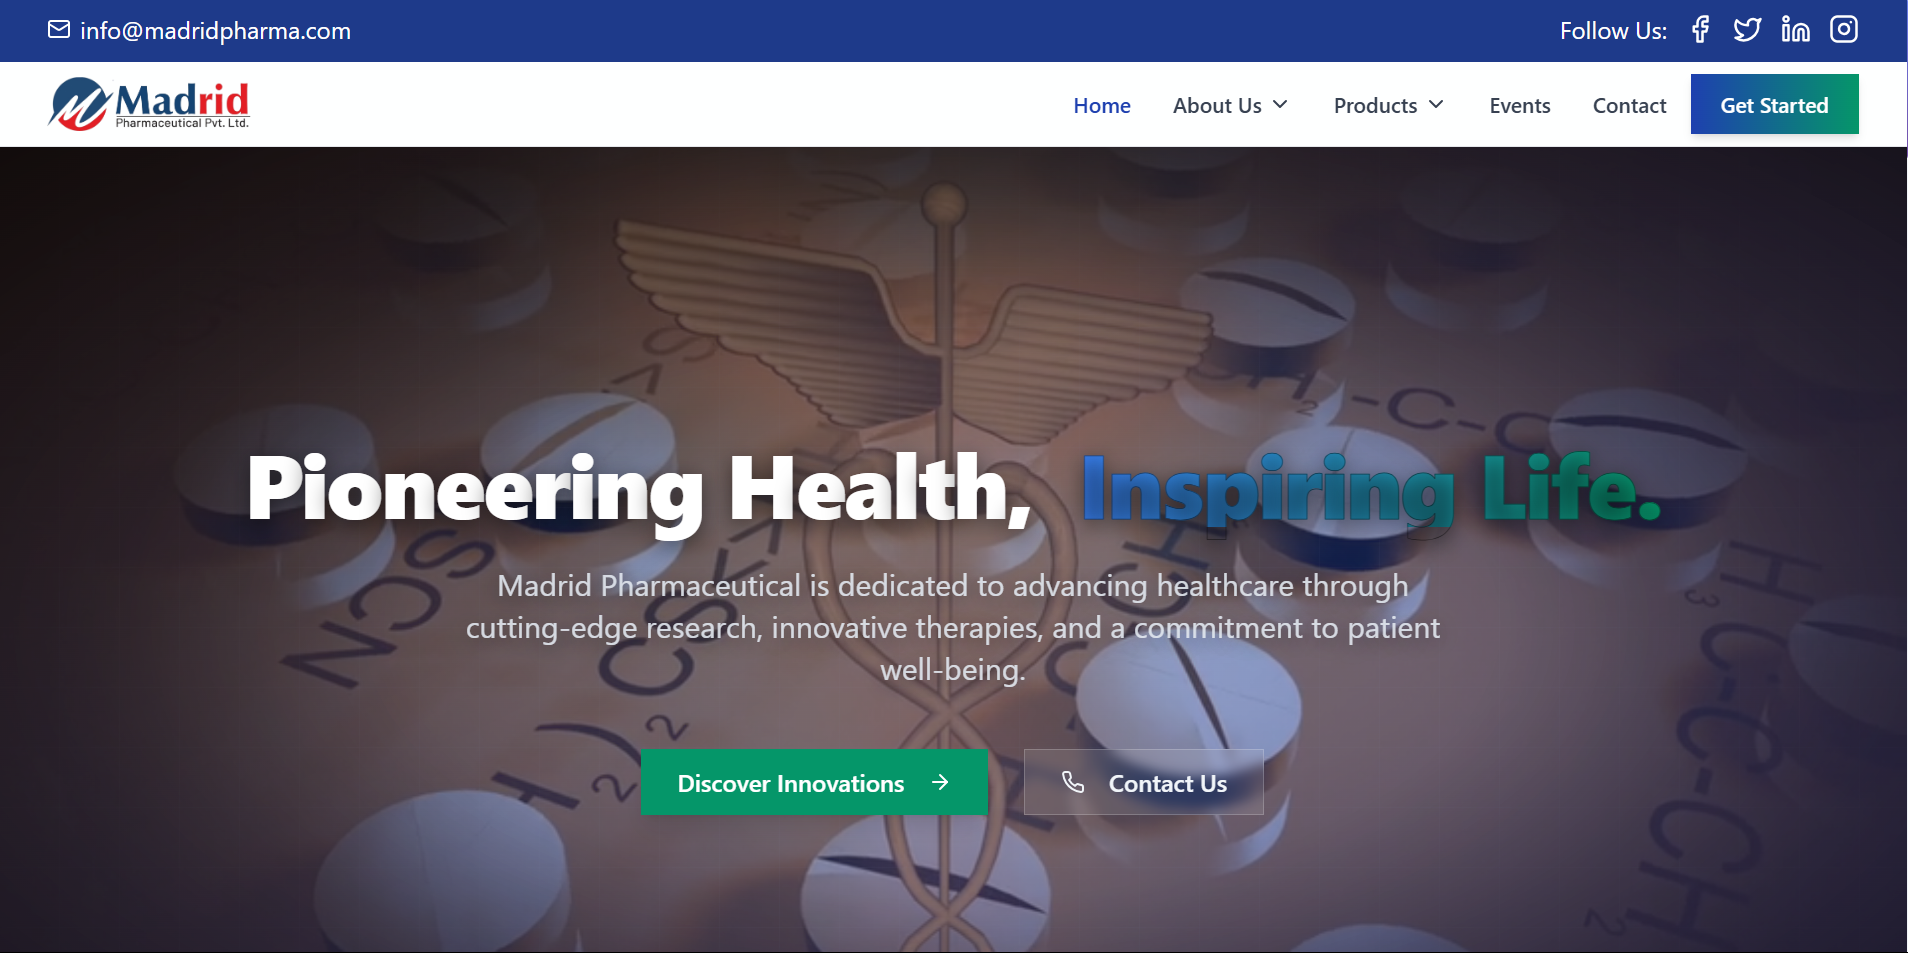 info@madridpharma.com
Follow Us:
Madrid
Pharmaceutical Pvt. Ltd.
Home
About Us
Products
Events
Contact
Get Started
Pioneering Health, Inspiring Life.
Madrid Pharmaceutical is dedicated to advancing healthcare through
cutting-edge research, innovative therapies, and a commitment to patient
well-being.
Discover Innovations
Contact Us